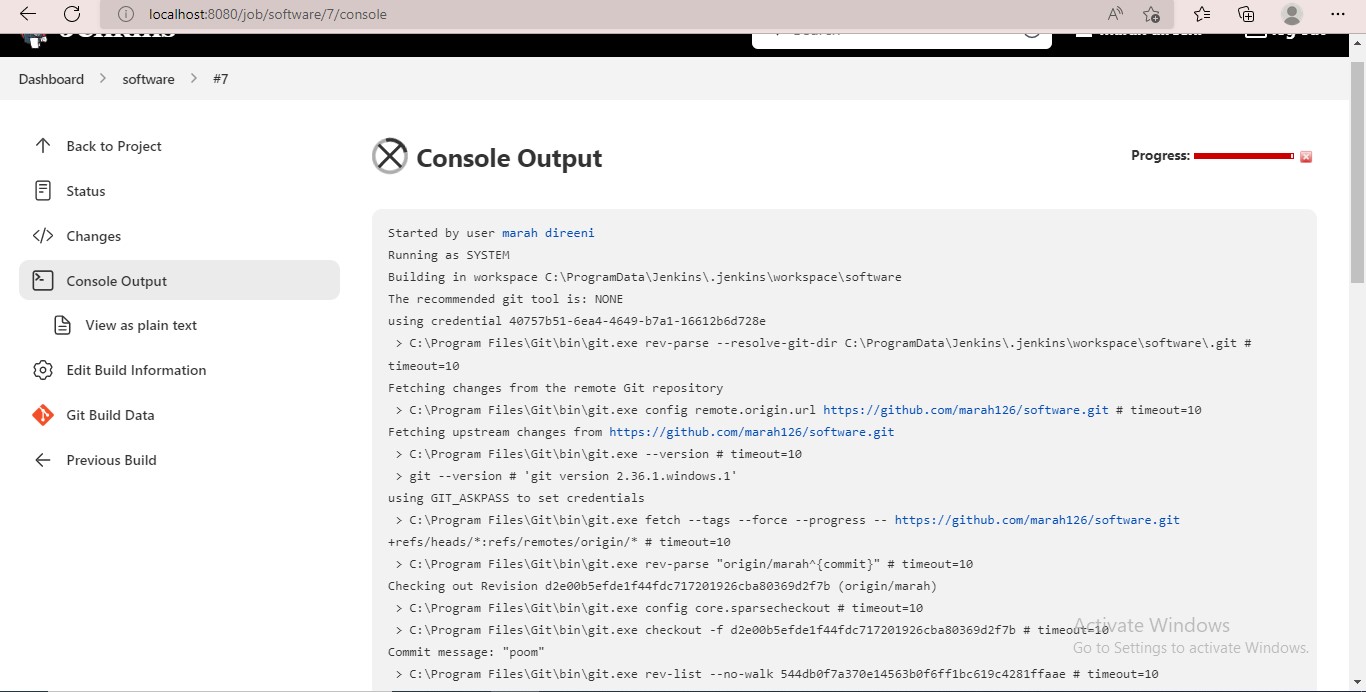 localhost:8080/job/software/7/console
Dashboard > software > #7
Back to Project
Status
Changes
Console Output
View as plain text
Edit Build Information
Git Build Data
Previous Build
Console Output
Progress:
Started by user marah direeni
Running as SYSTEM
Building in workspace C:\ProgramData\Jenkins\.jenkins\workspace\software
The recommended git tool is: NONE
using credential 40757b51-6ea4-4649-b7a1-16612b6d728e
> C:\Program Files\Git\bin\git.exe rev-parse --resolve-git-dir C:\ProgramData\Jenkins\.jenkins\workspace\software\.git #
timeout=10
Fetching changes from the remote Git repository
> C:\Program Files\Git\bin\git.exe config remote.origin.url https://github.com/marah126/software.git # timeout=10
Fetching upstream changes from https://github.com/marah126/software.git
> C:\Program Files\Git\bin\git.exe --version # timeout=10
> git --version # 'git version 2.36.1.windows.1'
using GIT_ASKPASS to set credentials
> C:\Program Files\Git\bin\git.exe fetch --tags --force --progress -- https://github.com/marah126/software.git
+refs/heads/*:refs/remotes/origin/* # timeout=10
> C:\Program Files\Git\bin\git.exe rev-parse "origin/marah^{commit}" # timeout=10
Checking out Revision d2e00b5efde1f44fdc717201926cba80369d2f7b (origin/marah)
> C:\Program Files\Git\bin\git.exe config core.sparsecheckout # timeout=10
> C:\Program Files\Git\bin\git.exe checkout -f d2e00b5efde1f44fdc717201926cba80369d2f7b # timeout=10
Commit message: "poom"
> C:\Program Files\Git\bin\git.exe rev-list --no-walk 544db0f7a370e14563b0f6ff1bc619c4281ffaae # timeout=10
Activate Windows
Go to Settings to activate Windows.